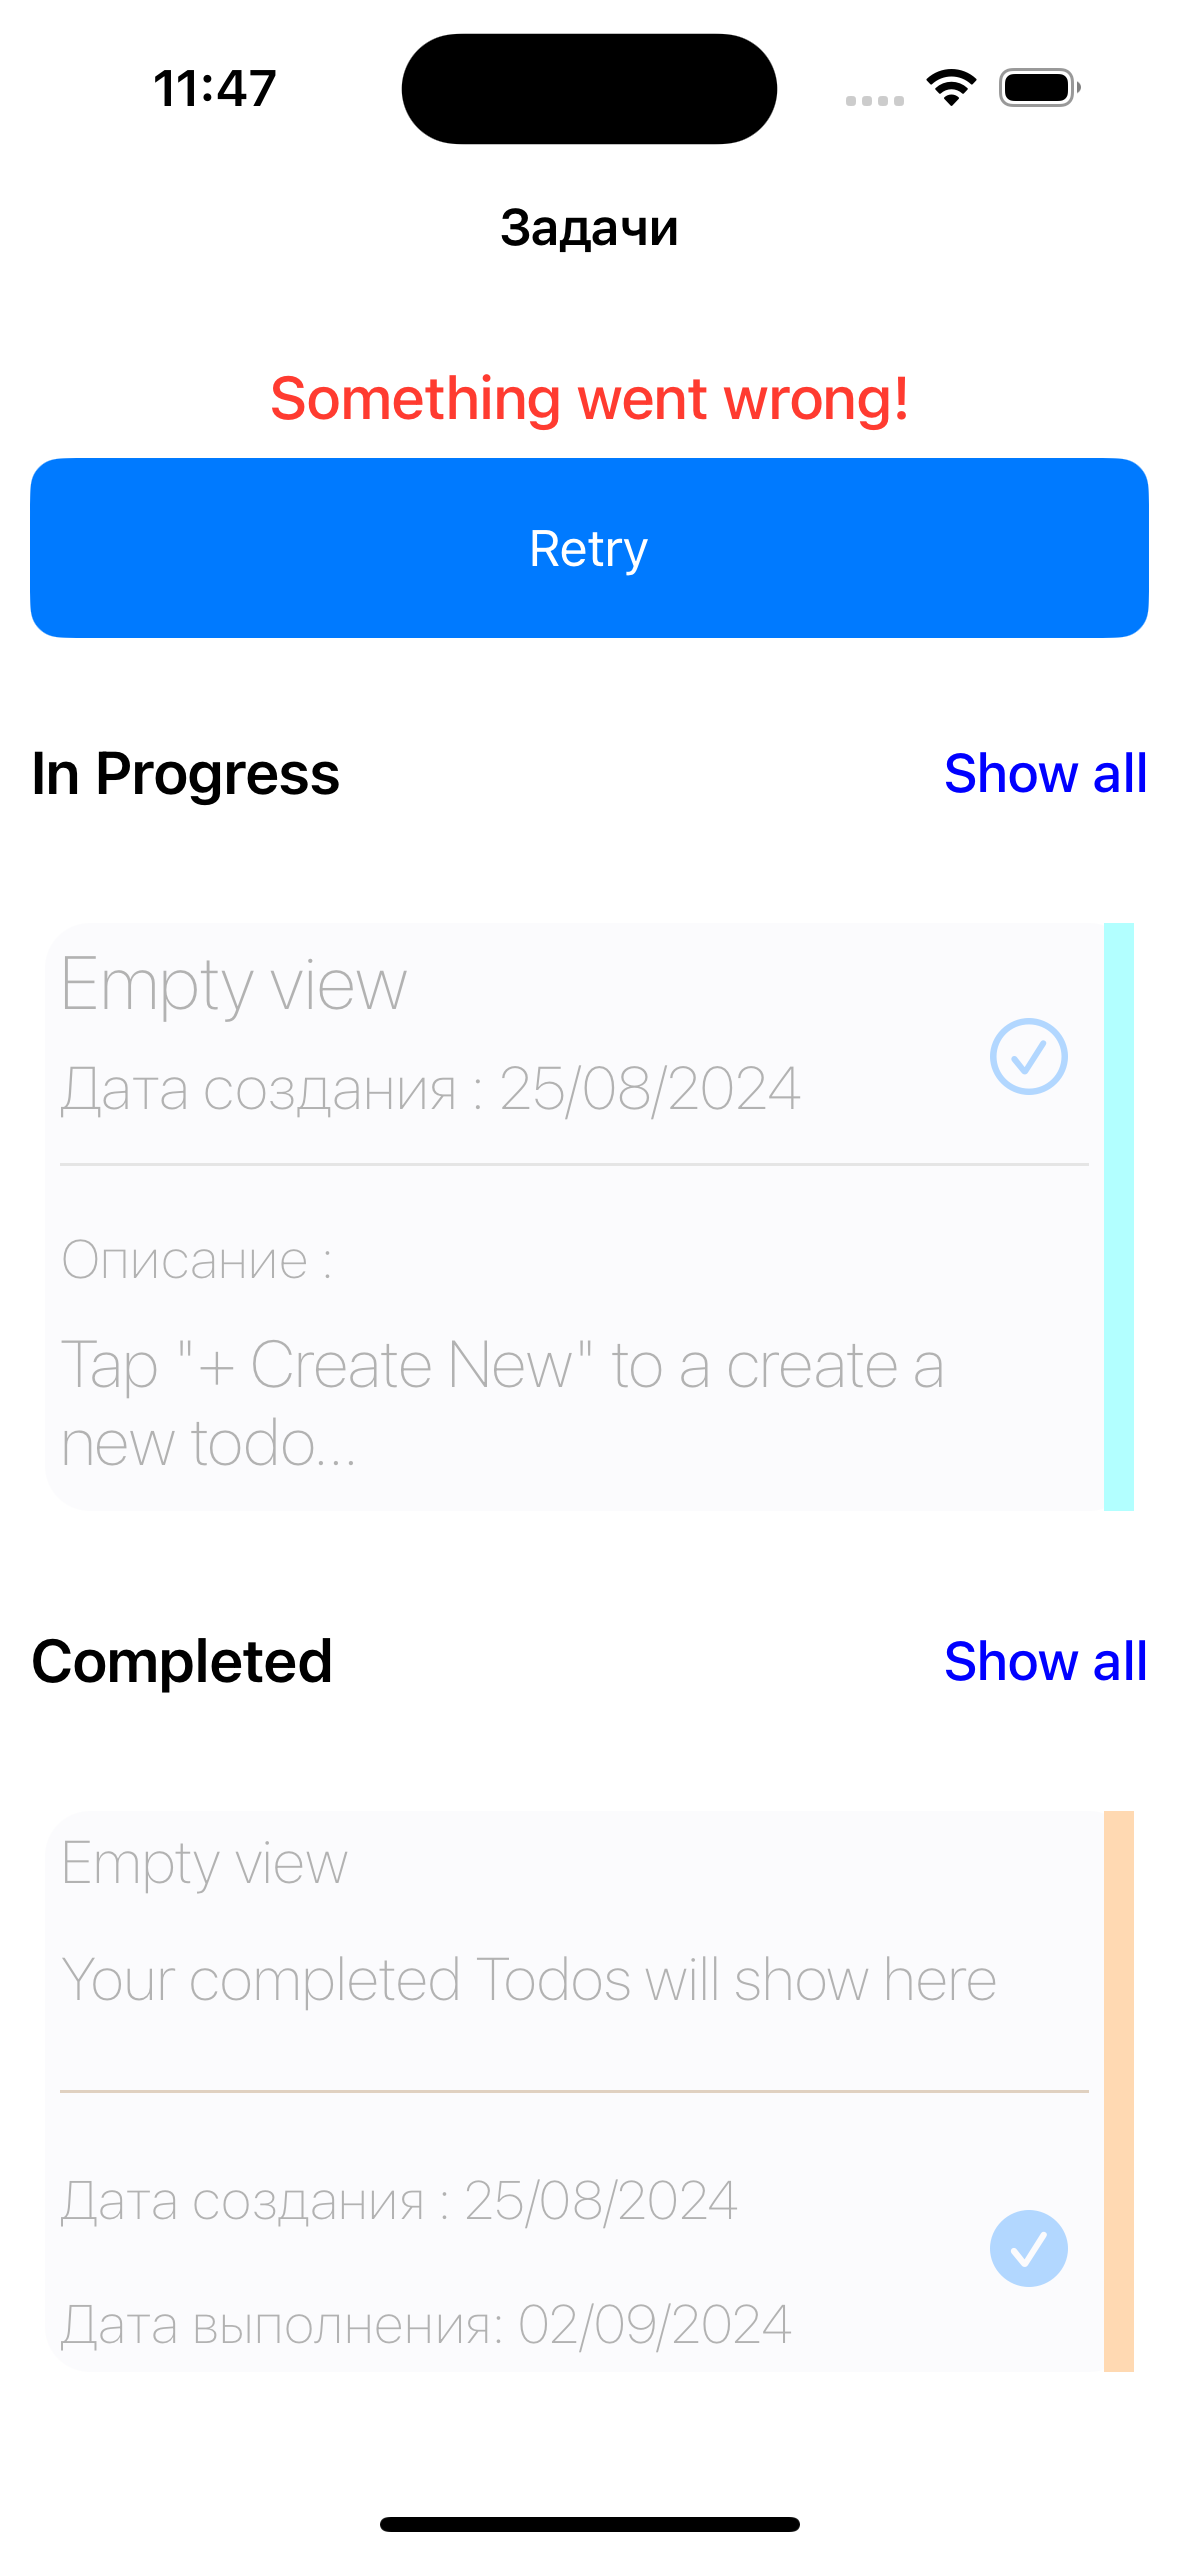 11:47
Задачи
Something went wrong!
Retry
In Progress
Show all
Empty view
Дата создания : 25/08/2024
Описание :
Tap "+ Create New" to a create a
new todo...
Completed
Show all
Empty view
Your completed Todos will show here
Дата создания : 25/08/2024
Дата выполнения: 02/09/2024